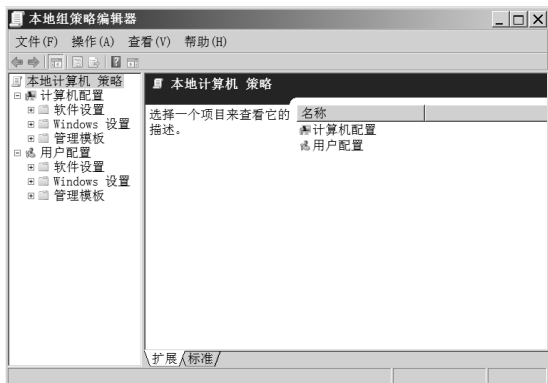 本地组策略编辑器
文件(F) 操作(A) 查看(V) 帮助(H)
本地计算机 策略
计算机配置
软件设置
Windows 设置
管理模板
用户配置
软件设置
Windows 设置
管理模板
本地计算机 策略
选择一个项目来查看它的
描述。
名称
计算机配置
用户配置
扩展 标准